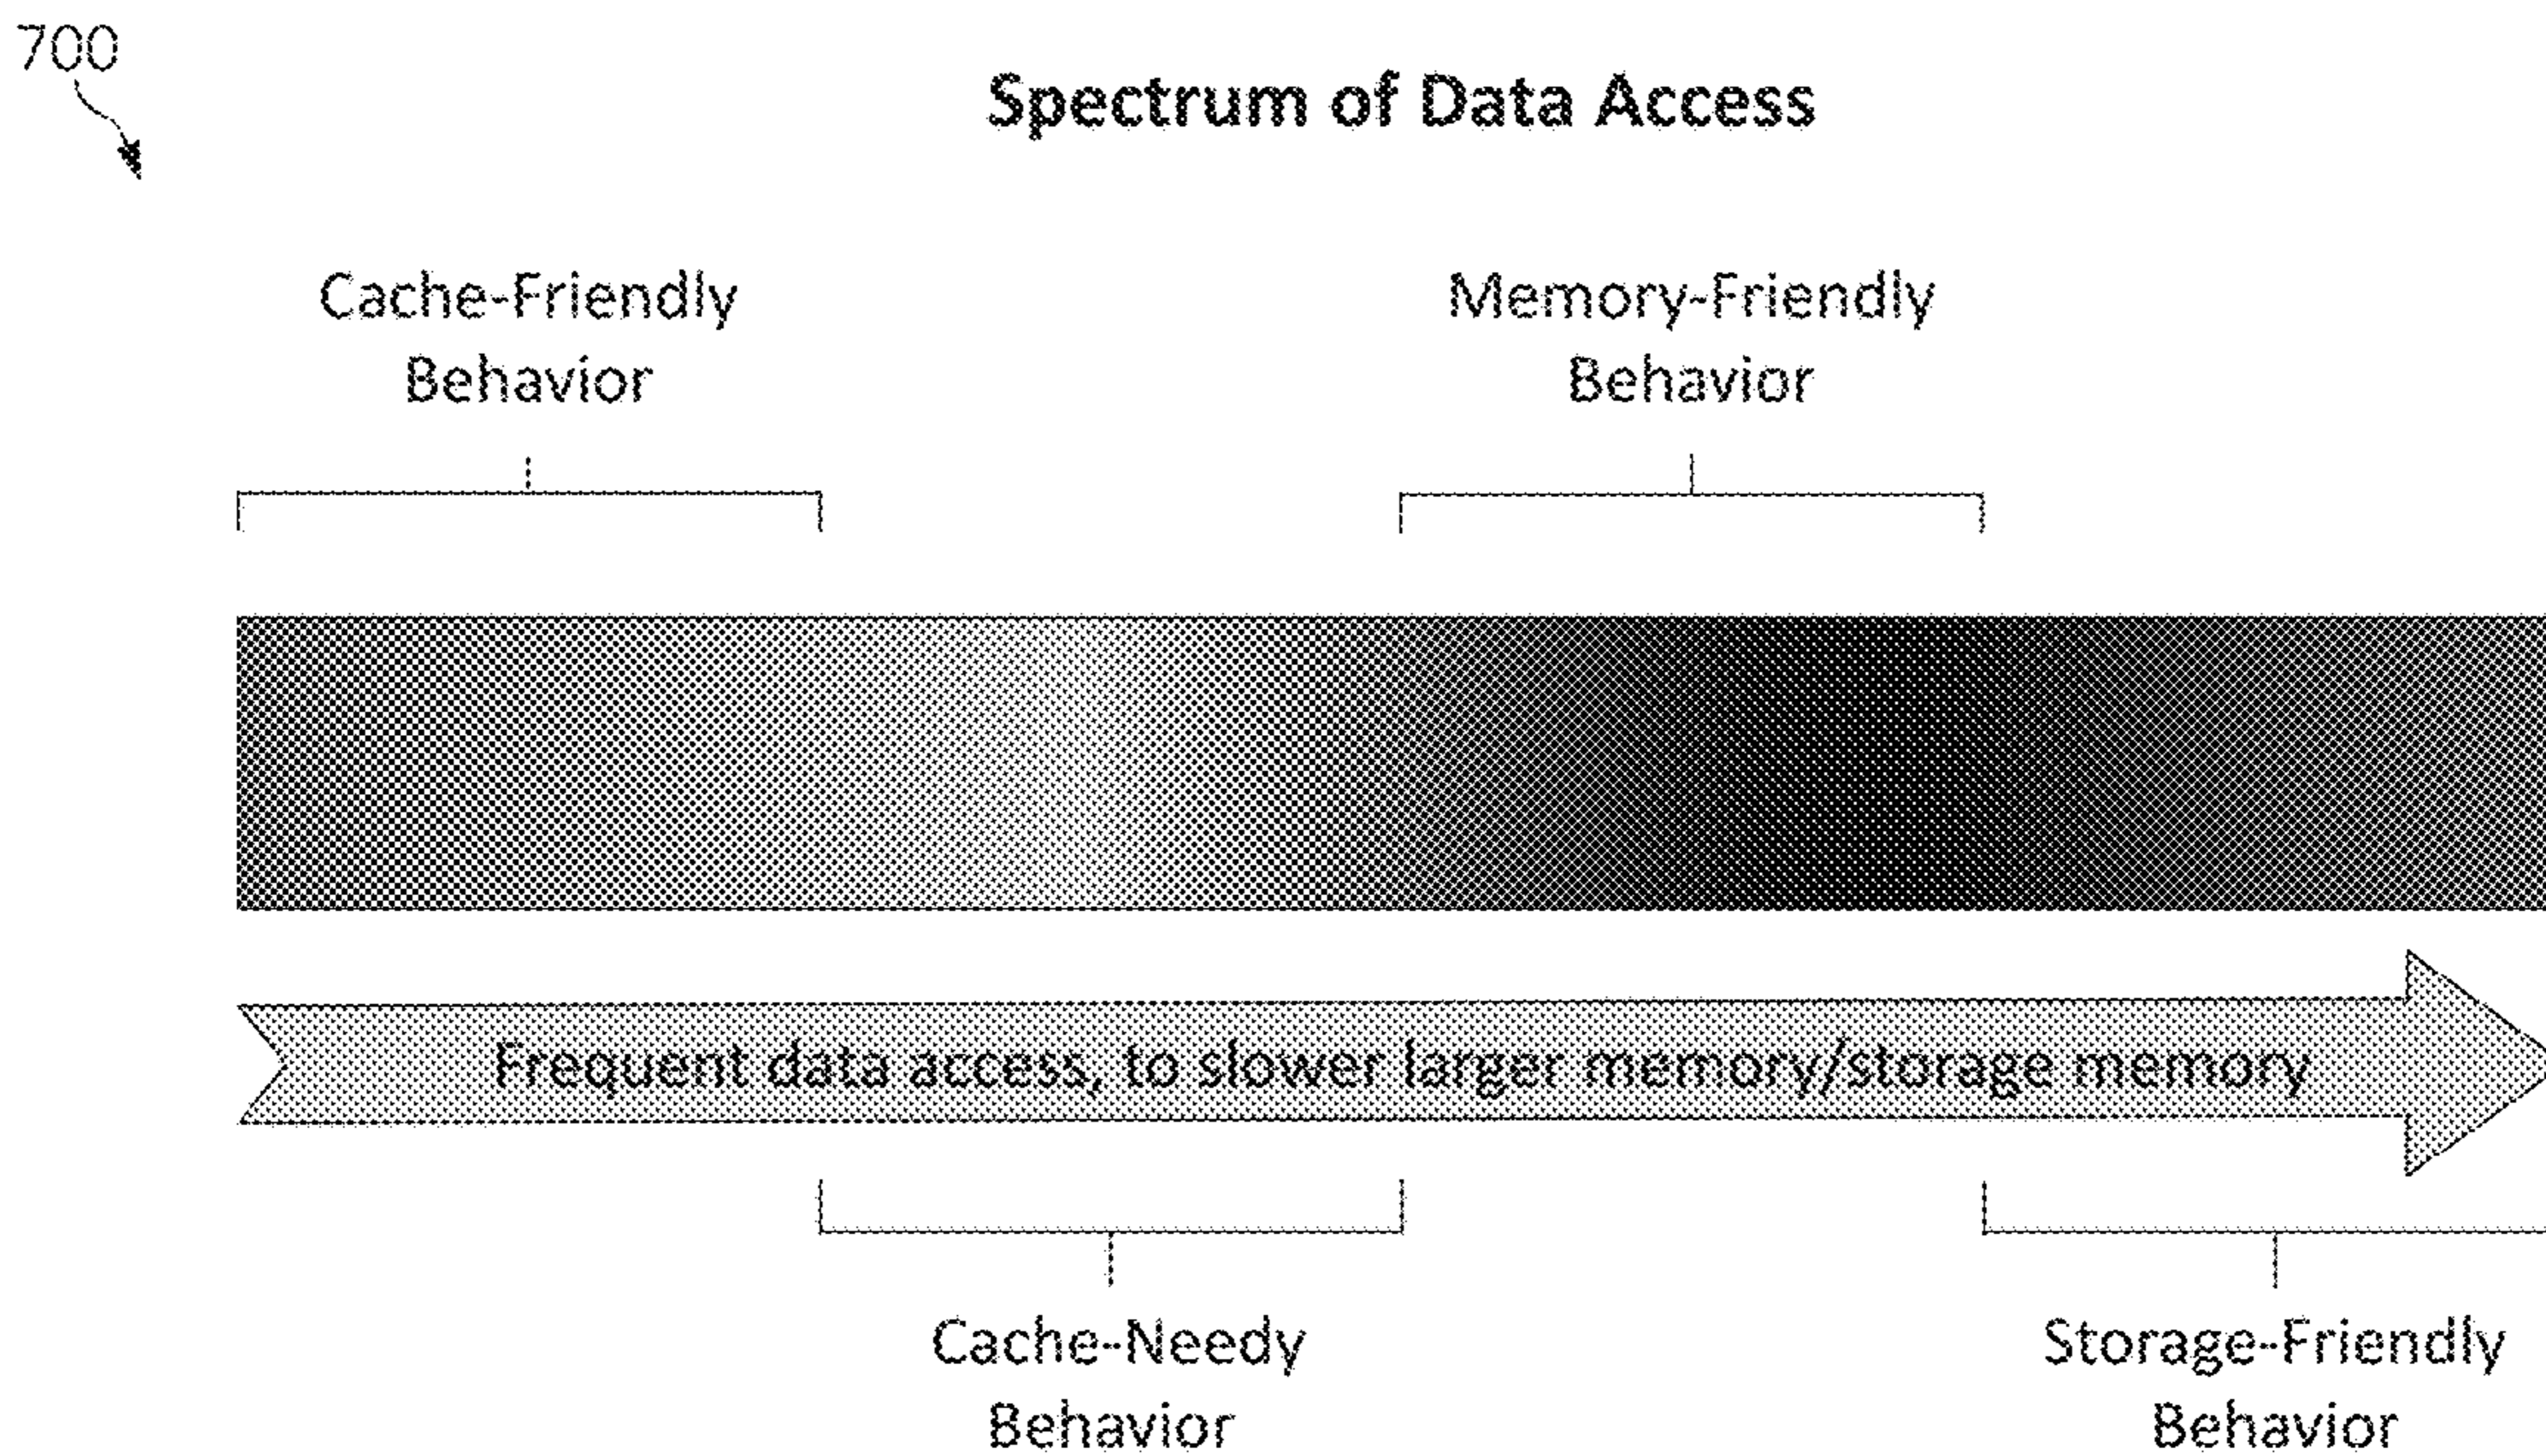 700
Spectrum of Data Access
Cache-Friendly
Behavior
Memory-Friendly
Behavior
Frequent data access, to slower larger memory/storage memory
Cache-Needy
Behavior
Storage-Friendly
Behavior